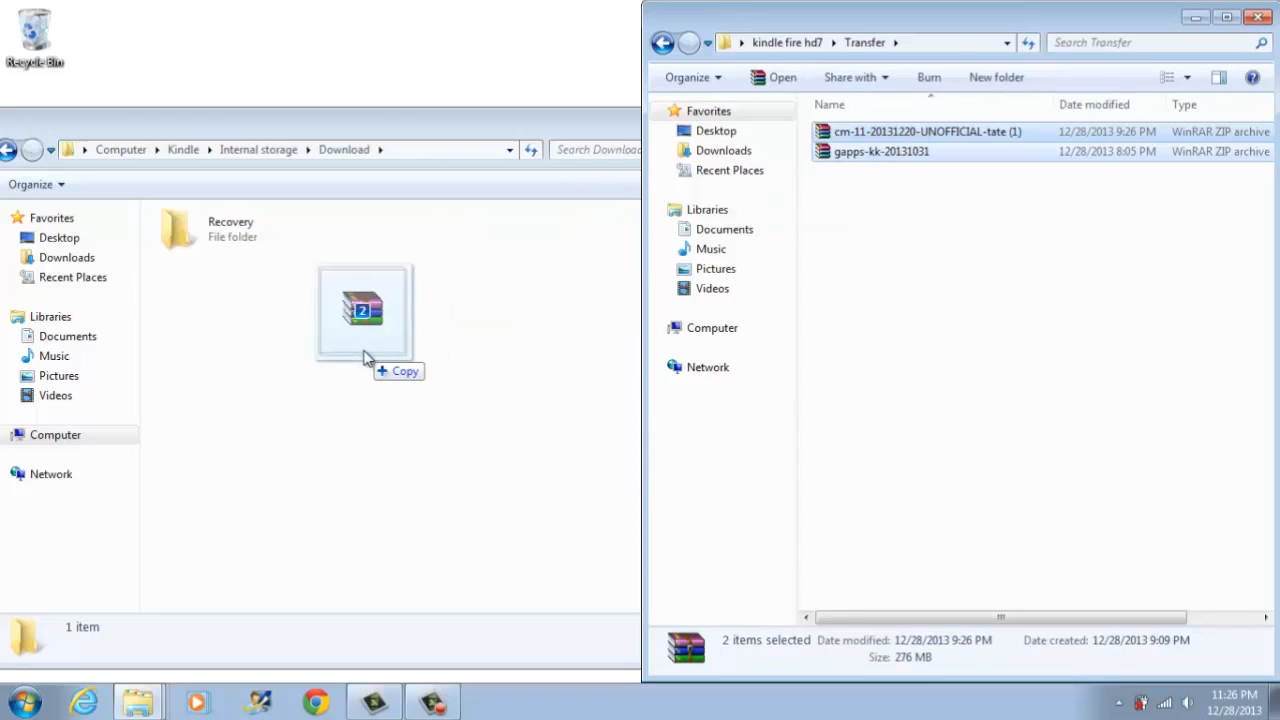 Recycle Bin
Computer Kindle Internal storage Download
Search Download
Organize
Favorites
Desktop
Downloads
Recent Places
Libraries
Documents
Music
Pictures
Videos
Computer
Network
Recovery
File folder
2
Copy
1 item
kindle fire hd7 Transfer
Search Transfer
Organize Open Share with Burn New folder
Name Date modified Type
cm-11-20131220-UNOFFICIAL-tate (1) 12/28/2013 9:26 PM WinRAR ZIP archive
gapps-kk-20131031 12/28/2013 8:05 PM WinRAR ZIP archive
Favorites
Desktop
Downloads
Recent Places
Libraries
Documents
Music
Pictures
Videos
Computer
Network
2 items selected Date modified: 12/28/2013 9:26 PM Date created: 12/28/2013 9:09 PM
Size: 276 MB
11:26 PM
12/28/2013